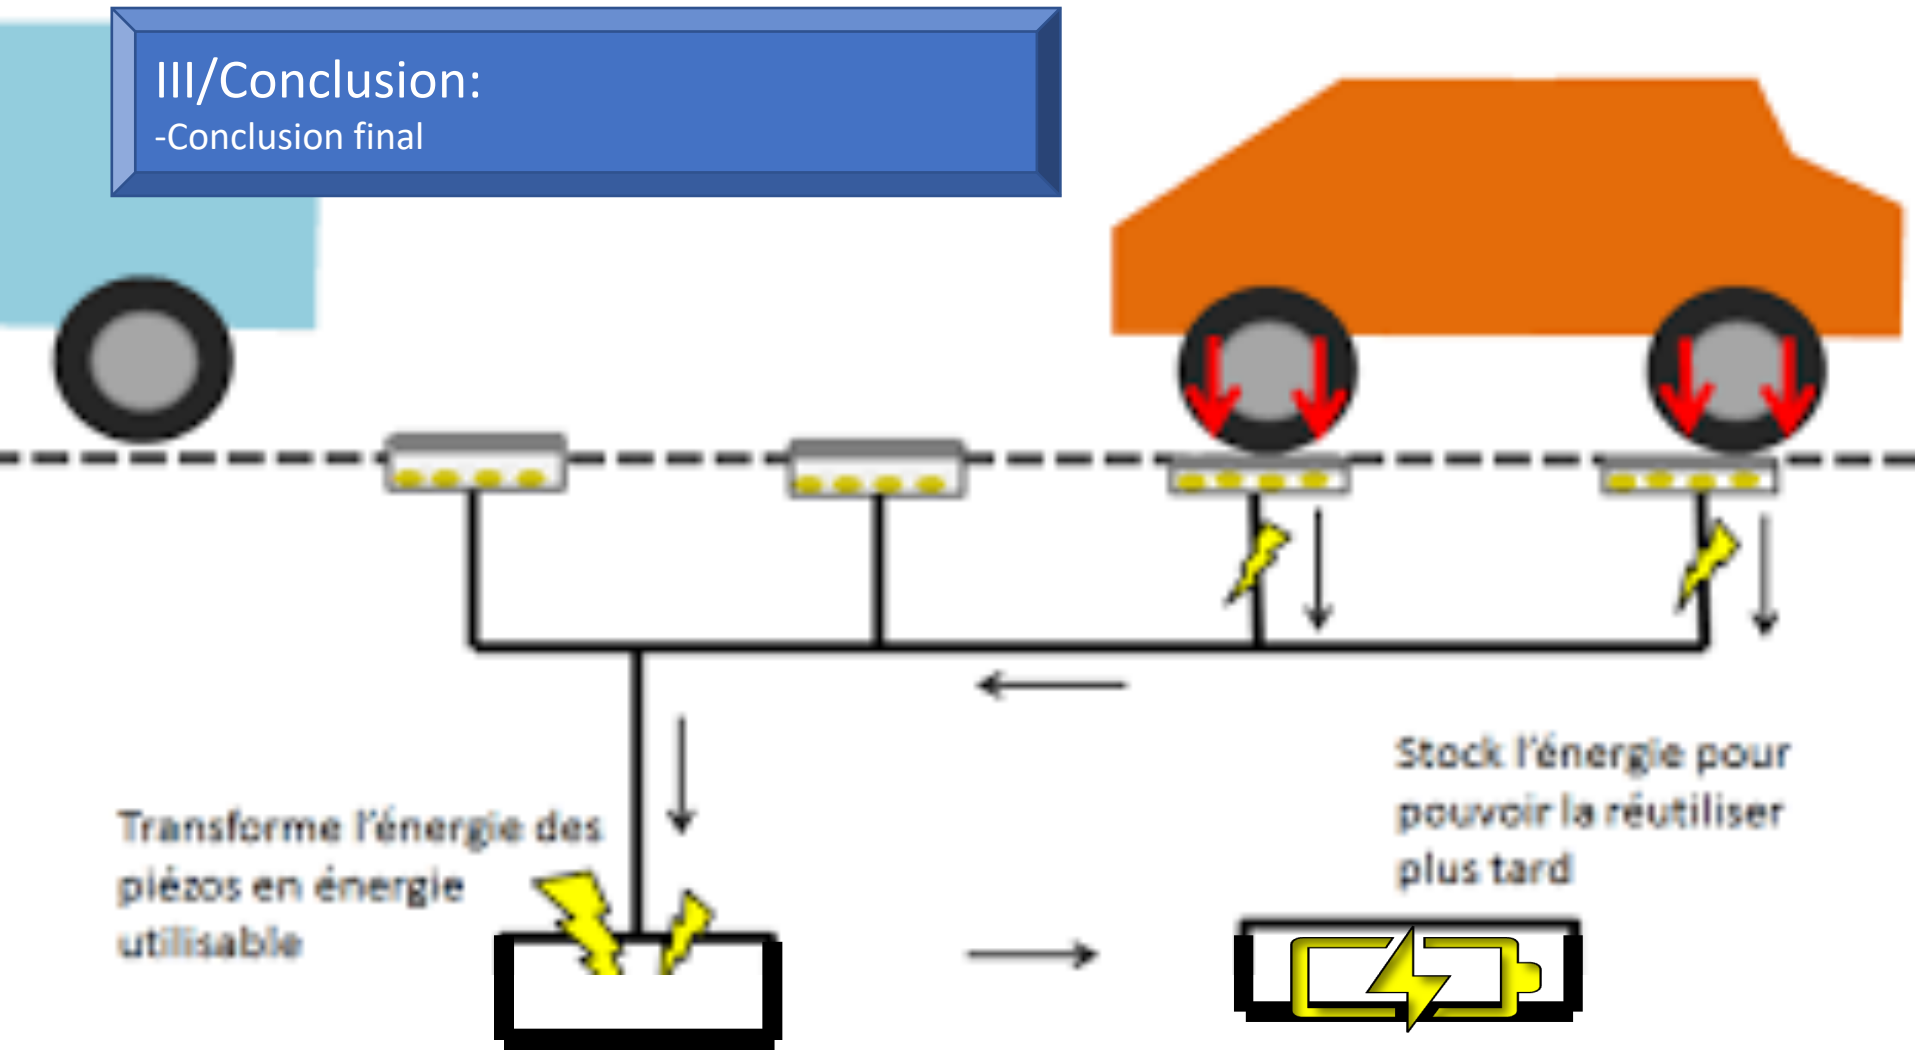 III/Conclusion:
-Conclusion final
Stock l'énergie pour
pouvoir la réutiliser
plus tard
Transforme l'énergie des
piézos en énergie
utilisable